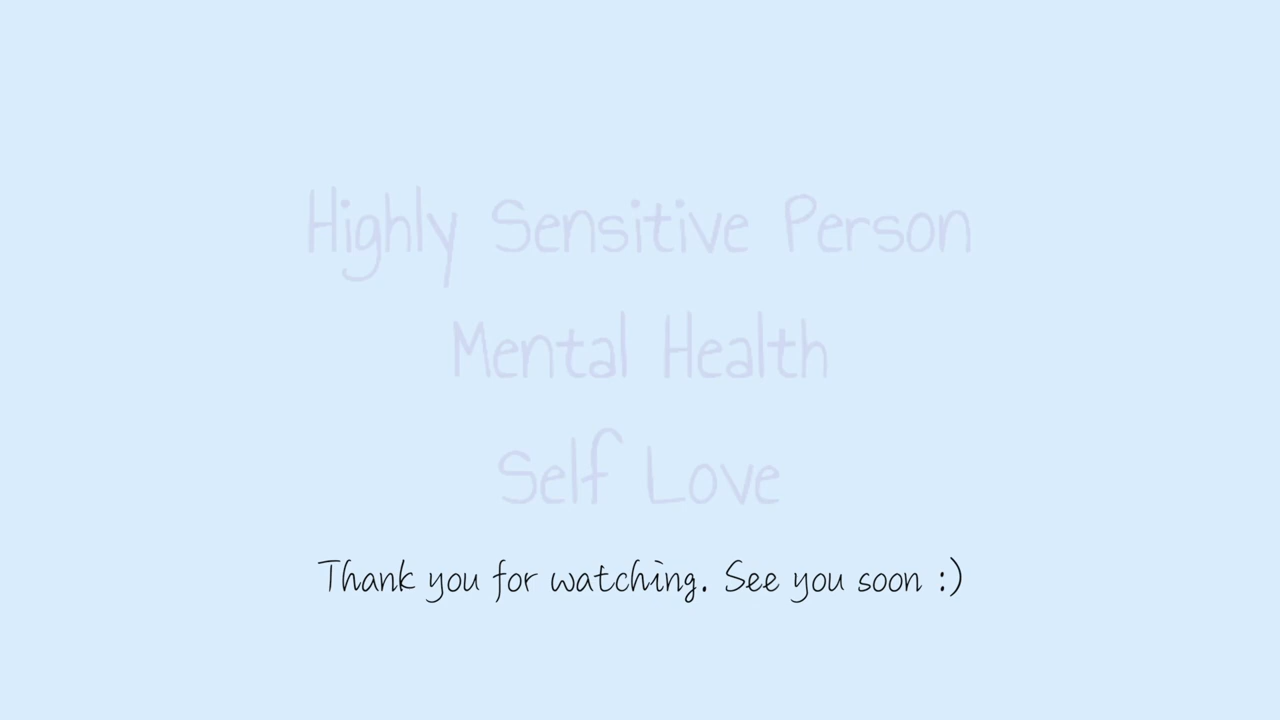 Highly Sensitive Person
Mental Health
Self Love
Thank you for watching. See you soon :)